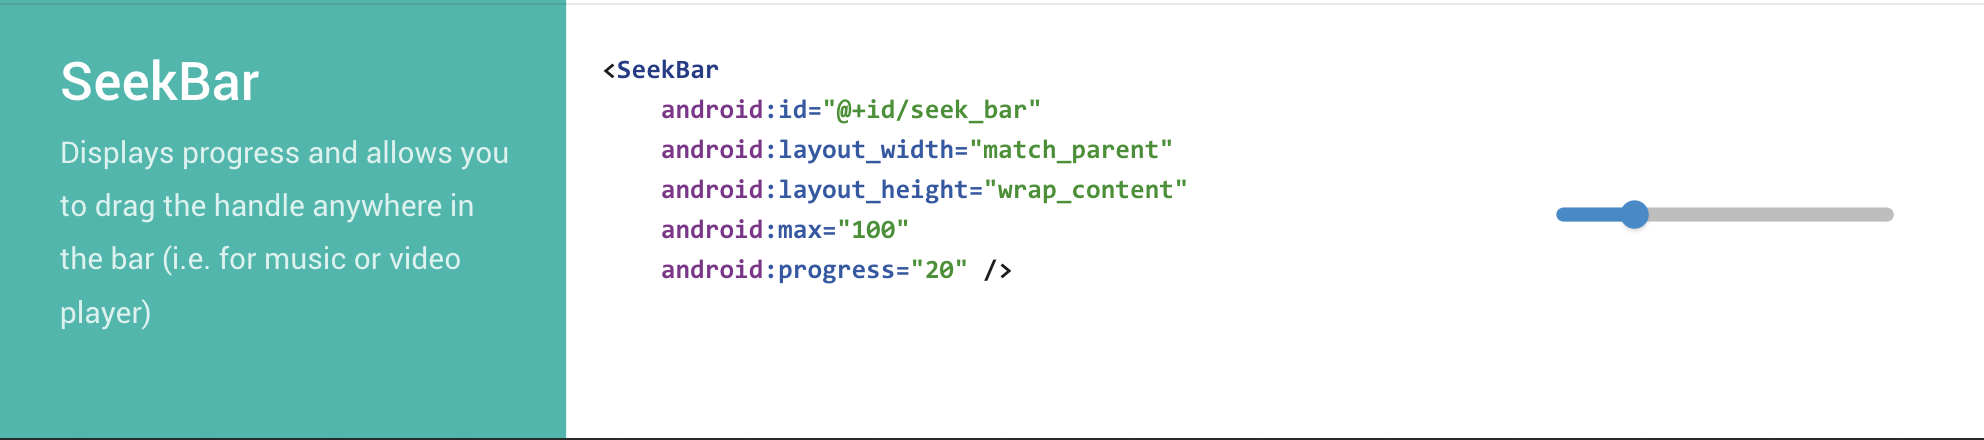 SeekBar
Displays progress and allows you
to drag the handle anywhere in
the bar (i.e. for music or video
player)
<SeekBar
android:id="@+id/seek_bar"
android:layout_width="match_parent"
android:layout_height="wrap_content"
android:max="100"
android:progress="20" />